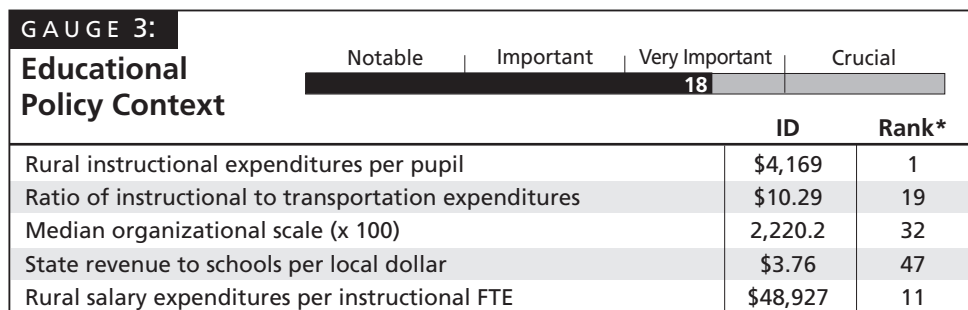 GAUGE 3:
Educational
Policy Context
Notable Important Very Important Crucial
18
ID Rank*
Rural instructional expenditures per pupil $4,169 1
Ratio of instructional to transportation expenditures $10.29 19
Median organizational scale (x 100) 2,220.2 32
State revenue to schools per local dollar $3.76 47
Rural salary expenditures per instructional FTE $48,927 11